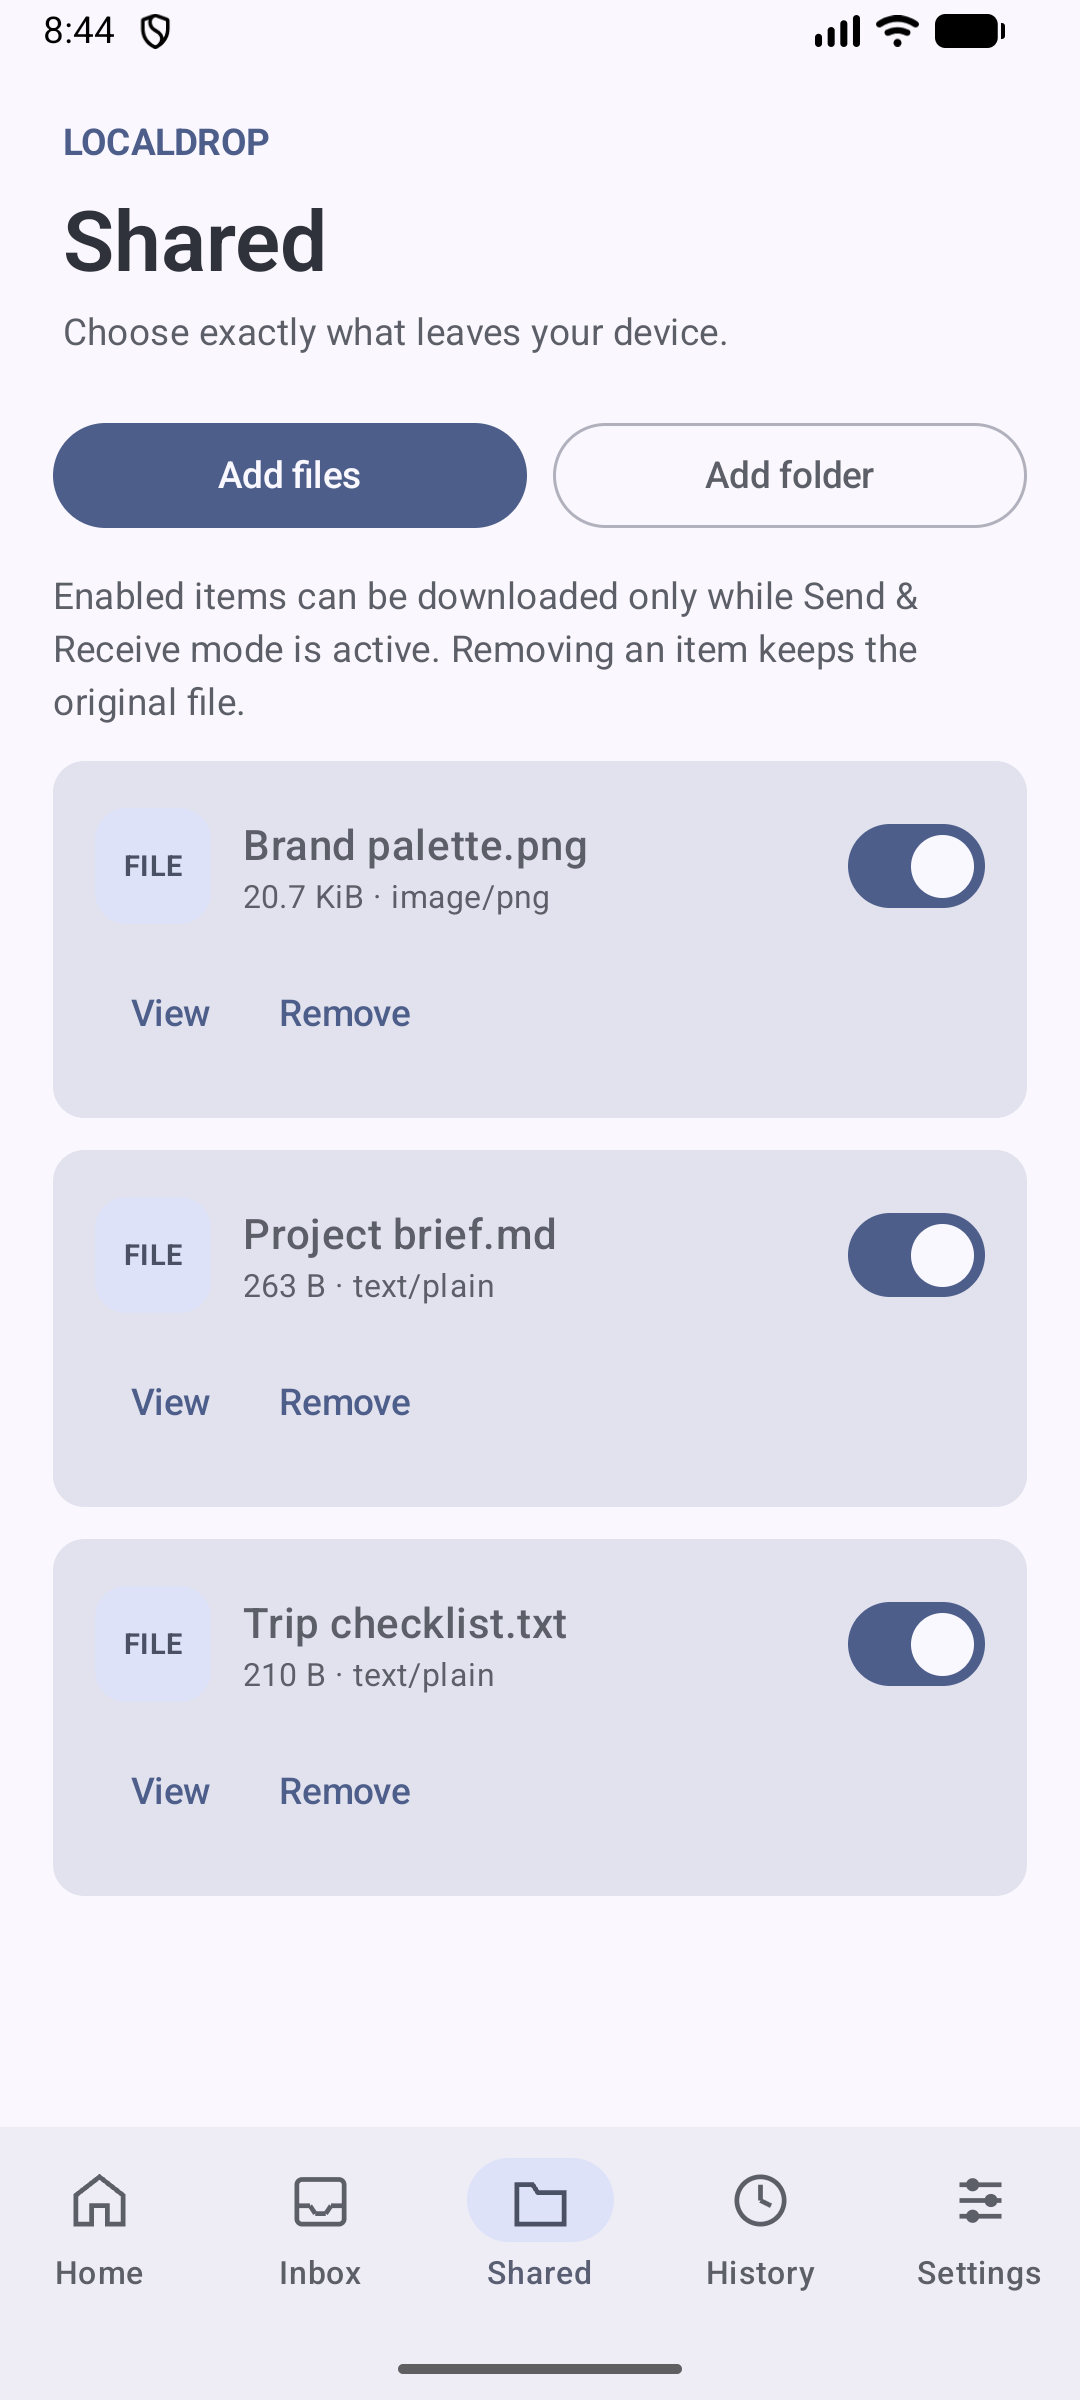 8:44
LOCALDROP
Shared
Choose exactly what leaves your device.
Add files
Add folder
Enabled items can be downloaded only while Send &
Receive mode is active. Removing an item keeps the
original file.
FILE
Brand palette.png
20.7 KiB · image/png
View
Remove
FILE
Project brief.md
263 B · text/plain
View
Remove
FILE
Trip checklist.txt
210 B · text/plain
View
Remove
Home
Inbox
Shared
History
Settings